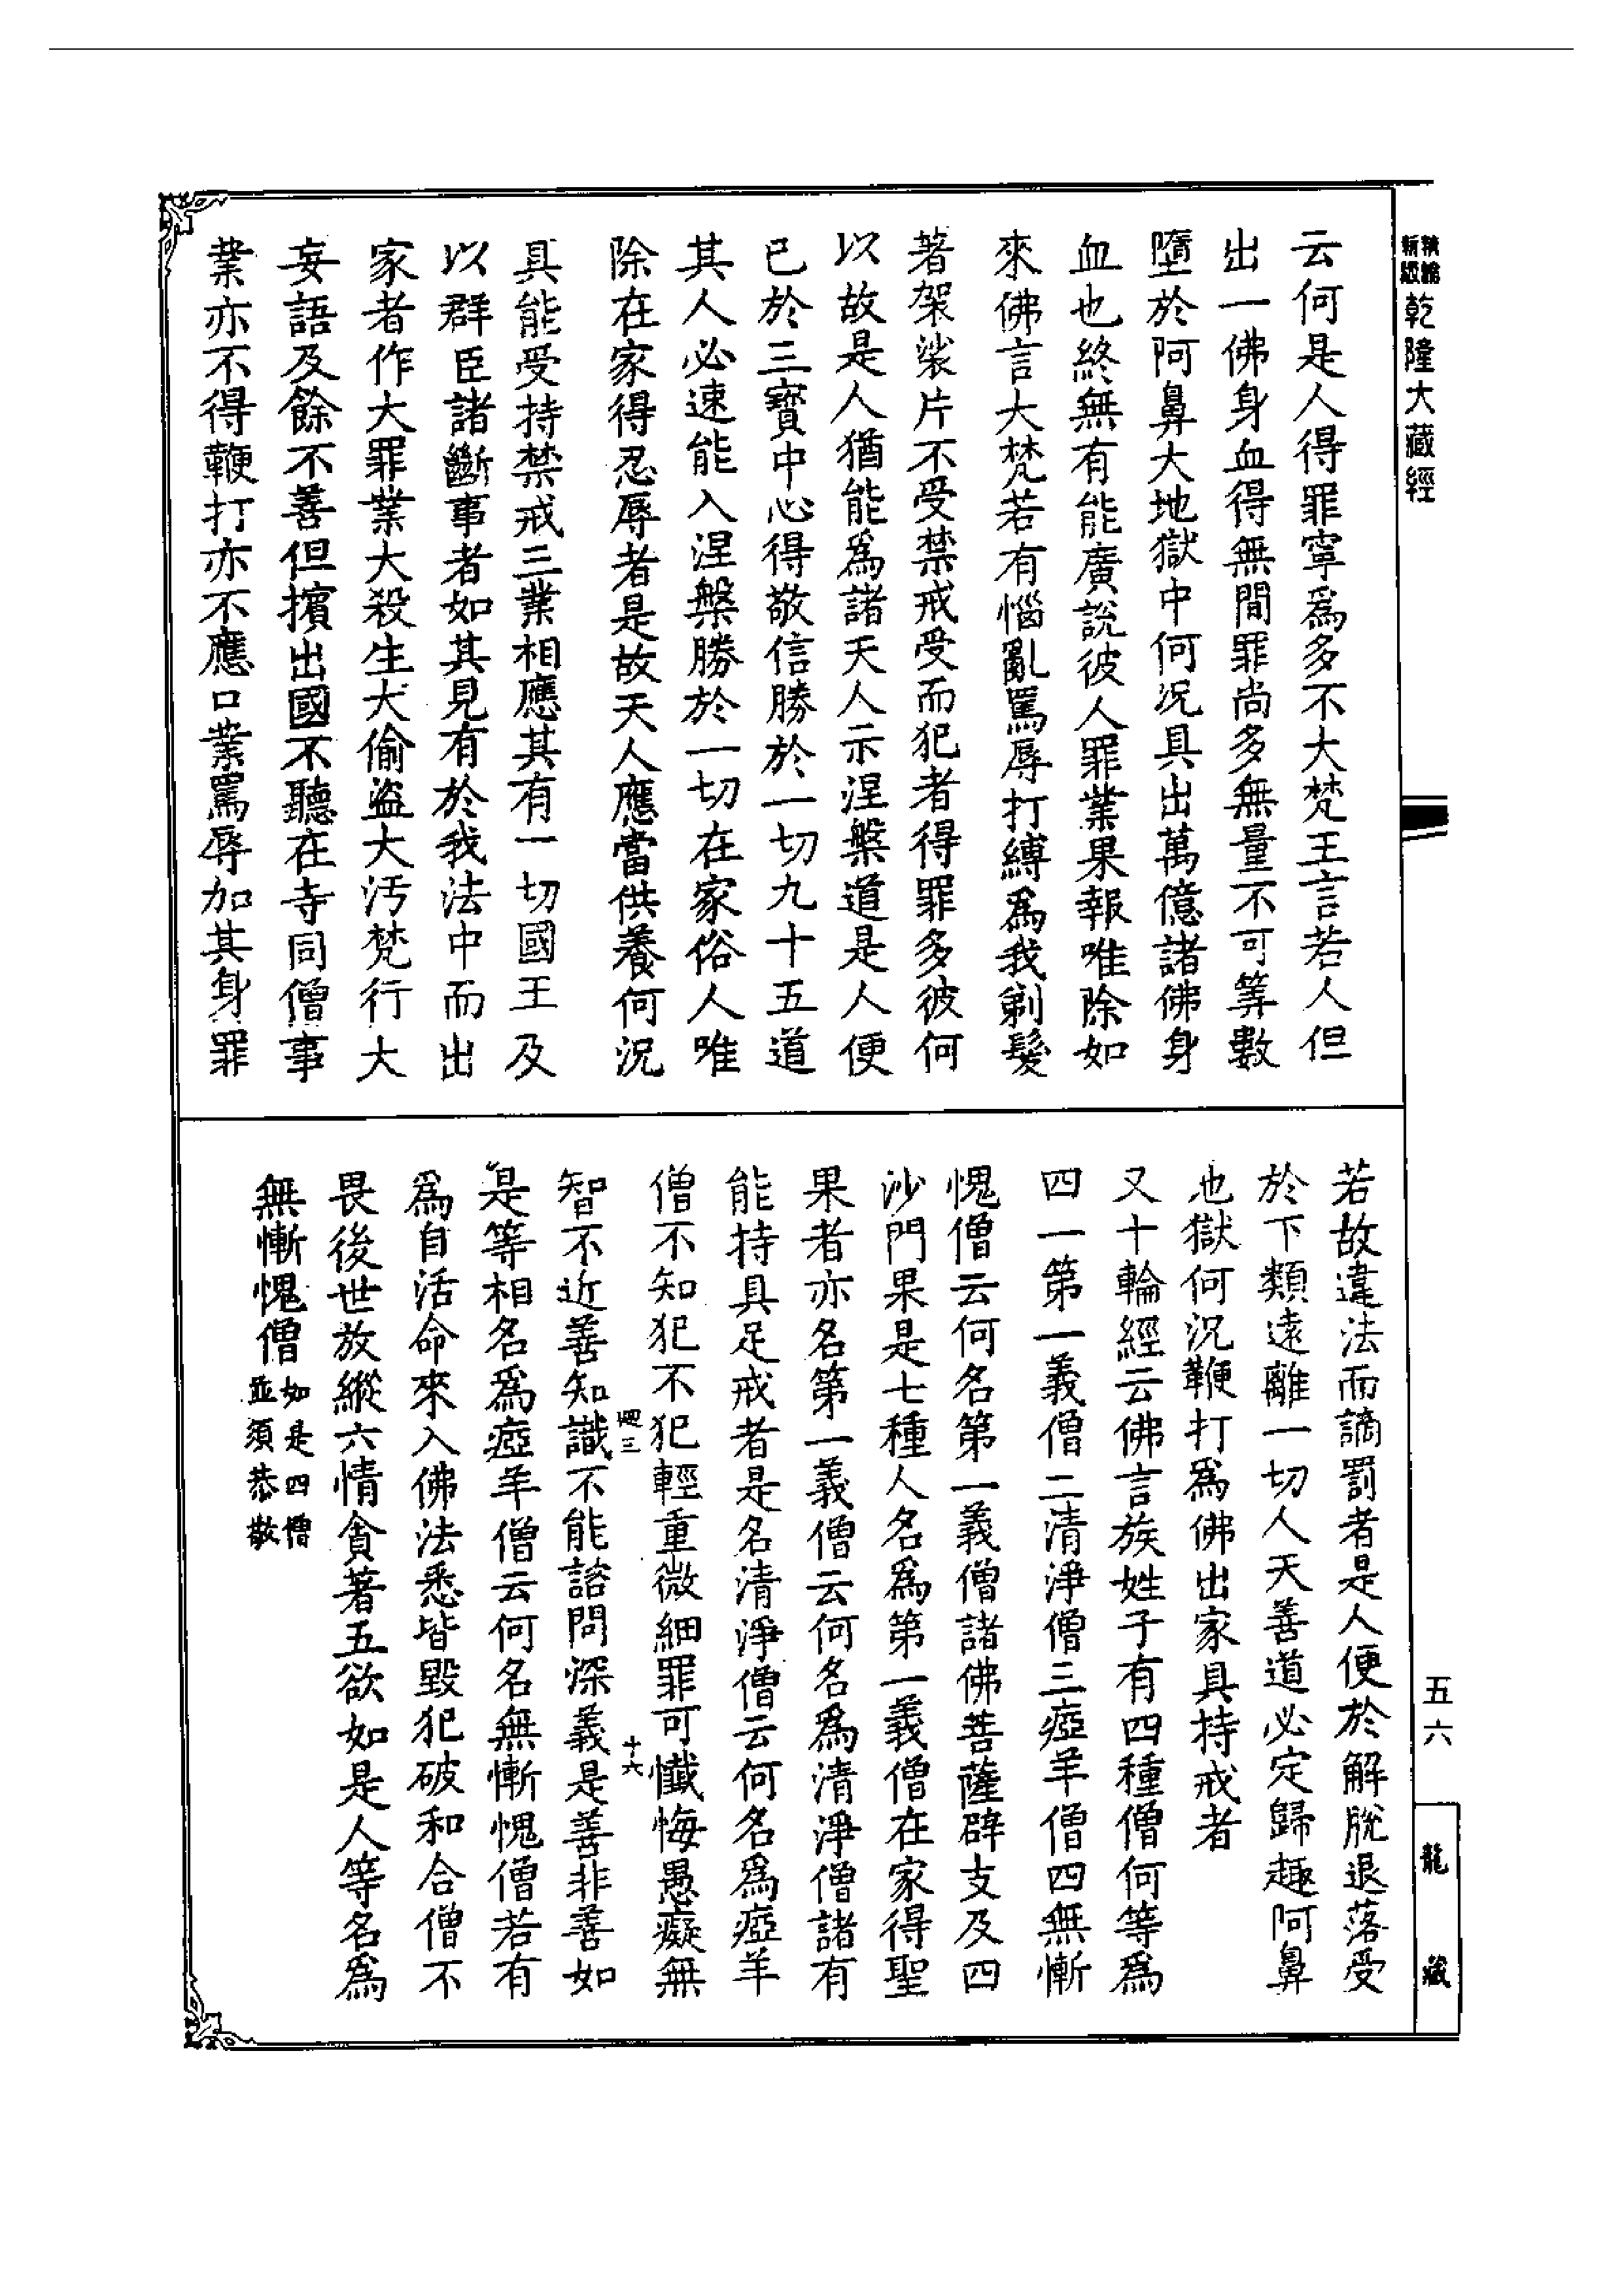 乾隆大藏經
云何是人得罪寧爲多不大梵王言若人但
出一佛身血得無間罪尚多無量不可筭數
墮於阿鼻大地獄中何況具出萬億諸佛身
血也終無有能廣說彼人罪業果報唯除如
來佛言大梵若有惱亂罵辱打縛爲我剃髮
著袈裟片不受禁戒受而犯者得罪多彼何
以故是人猶能爲諸天人示涅槃道是人便
已於三寶中心得敬信勝於一切九十五道
其人必速能入涅槃勝於一切在家俗人唯
除在家得忍辱者是故天人應當供養何況
具能受持禁戒三業相應其有一切國王及
以群臣諸斷事者如其見有於我法中而出
家者作大罪業大殺生大偷盜大汚梵行大
妄語及餘不善但擯出國不聽在寺同僧事
業亦不得鞭打亦不應口業罵辱加其身罪
若故違法而謫罰者是人便於解脫退落受
於下類遠離一切人天善道必定歸趣阿鼻
地獄何況鞭打爲佛出家具持戒者
又十輪經云佛言族姓子有四種僧何等爲
四一第一義僧二清淨僧三瘂羊僧四無慚
愧僧云何名第一義僧諸佛菩薩辟支及四
沙門果是七種人名爲第一義僧在家得聖
果者亦名第一義僧云何名爲清淨僧諸有
能持具足戒者是名清淨僧云何名爲瘂羊
僧不知犯不犯輕重微細罪可懺悔愚癡無
智不近善知識不能諮問深義是善非善如
是等相名爲瘂羊僧云何名無慚愧僧若有
爲自活命來入佛法悉皆毀犯破和合僧不
畏後世放縱六情貪著五欲如是人等名爲
無慚愧僧如是四僧
並須恭敬
十六
五六
龍藏